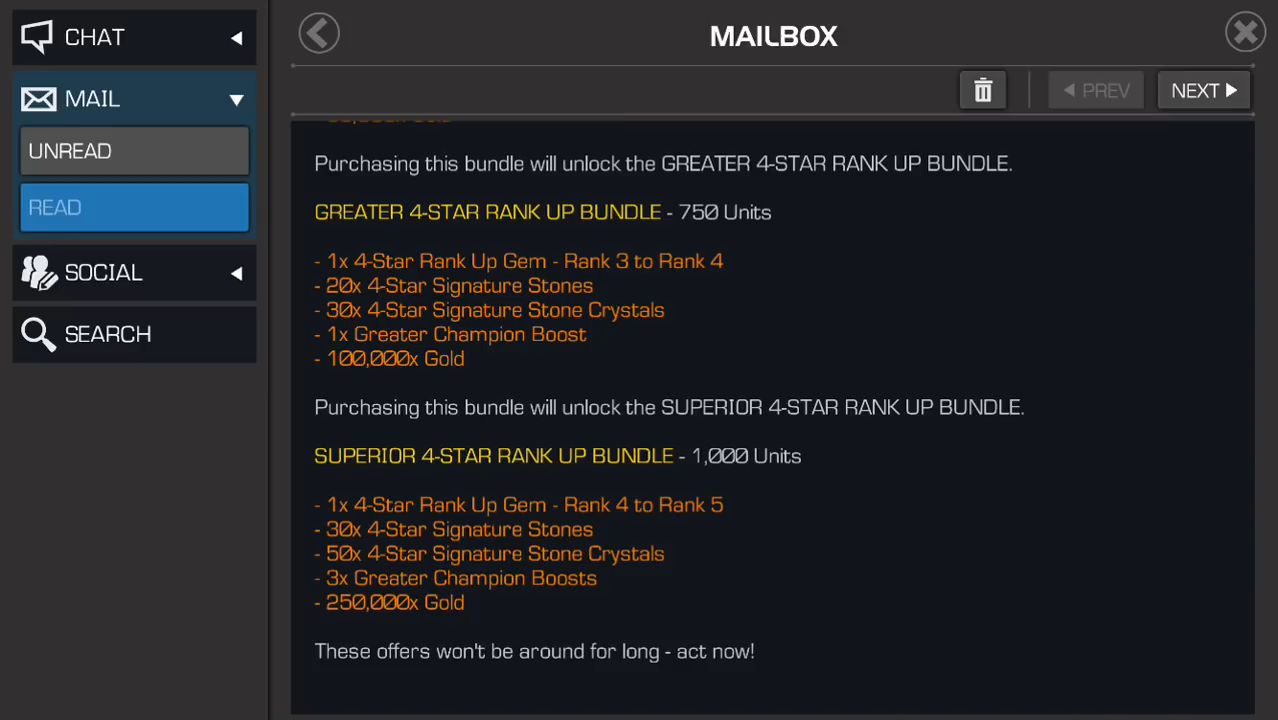 CHAT
MAIL
UNREAD
READ
SOCIAL
SEARCH
MAILBOX
PREV
NEXT
Purchasing this bundle will unlock the GREATER 4-STAR RANK UP BUNDLE.
GREATER 4-STAR RANK UP BUNDLE - 750 Units
- 1x 4-Star Rank Up Gem - Rank 3 to Rank 4
- 20x 4-Star Signature Stones
- 30x 4-Star Signature Stone Crystals
- 1x Greater Champion Boost
- 100,000x Gold
Purchasing this bundle will unlock the SUPERIOR 4-STAR RANK UP BUNDLE.
SUPERIOR 4-STAR RANK UP BUNDLE - 1,000 Units
- 1x 4-Star Rank Up Gem - Rank 4 to Rank 5
- 30x 4-Star Signature Stones
- 50x 4-Star Signature Stone Crystals
- 3x Greater Champion Boosts
- 250,000x Gold
These offers won't be around for long - act now!